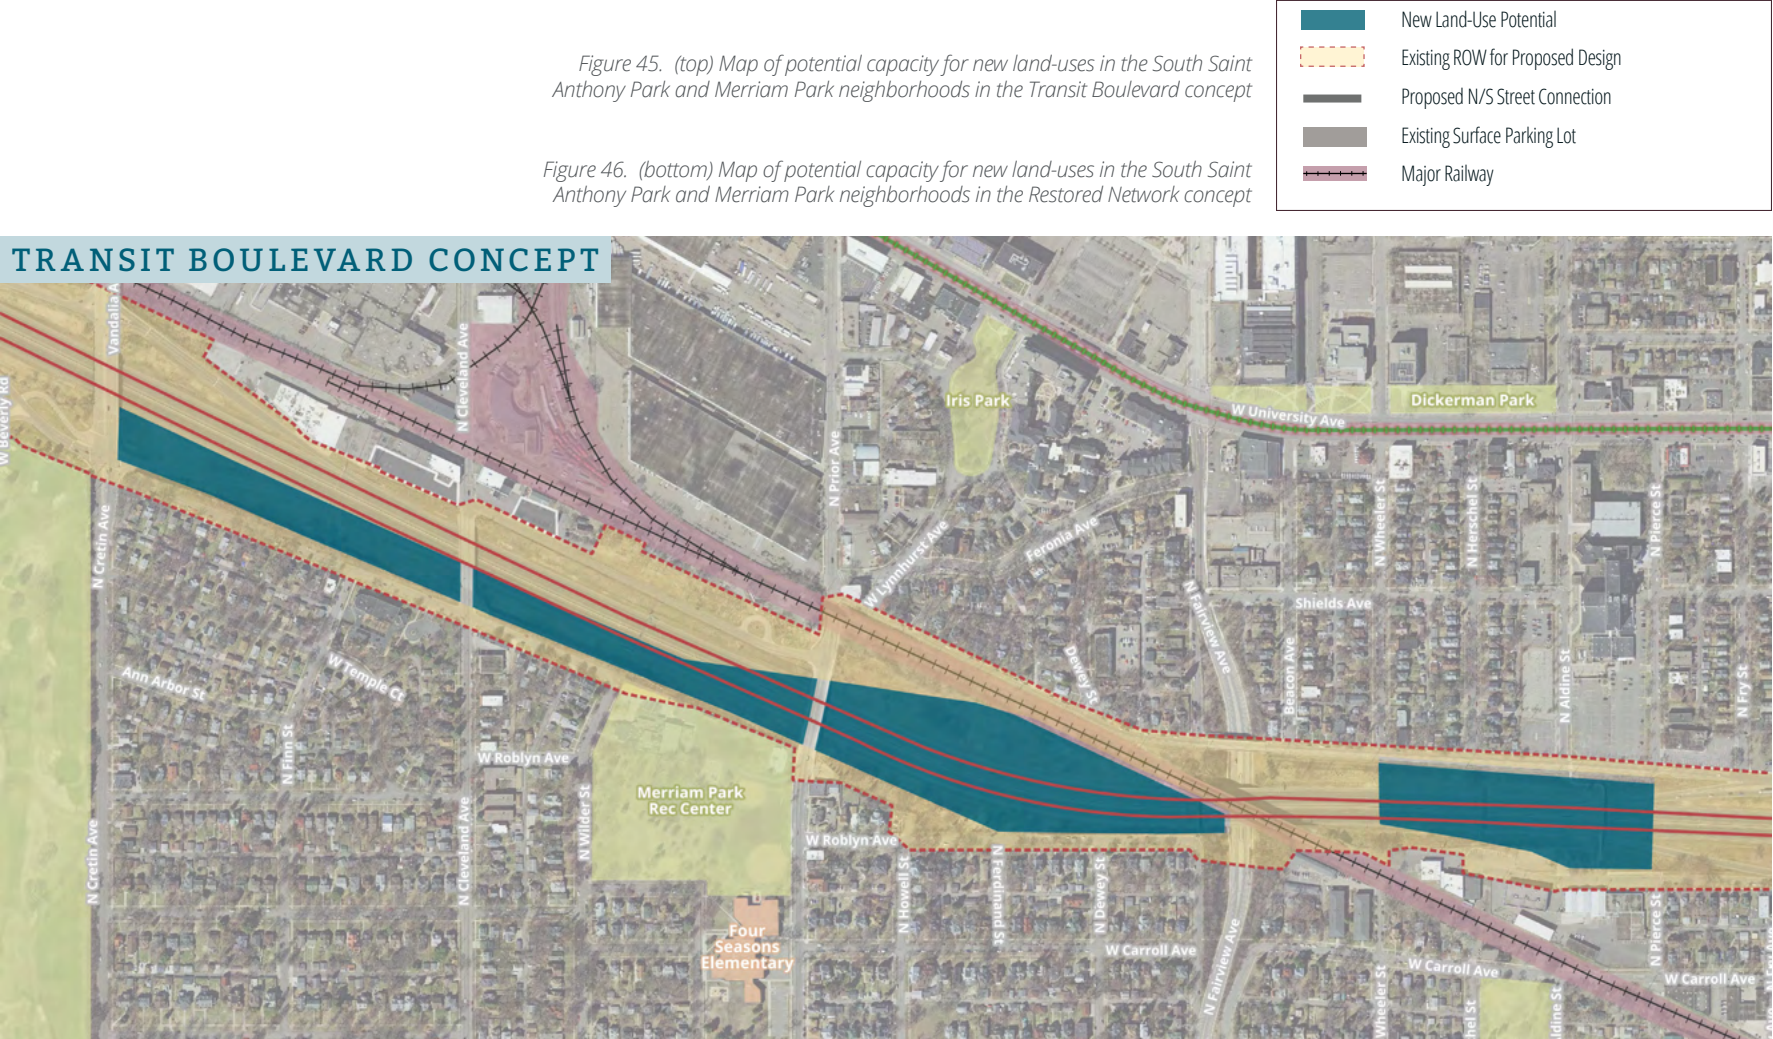 New Land-Use Potential
Existing ROW for Proposed Design
Proposed N/S Street Connection
Existing Surface Parking Lot
Major Railway
Figure 45. (top) Map of potential capacity for new land-uses in the South Saint
Anthony Park and Merriam Park neighborhoods in the Transit Boulevard concept
Figure 46. (bottom) Map of potential capacity for new land-uses in the South Saint
Anthony Park and Merriam Park neighborhoods in the Restored Network concept
TRANSIT BOULEVARD CONCEPT
Vandalia A
W Beverly Rd
N Cleveland Ave
N Prior Ave
Iris Park
W University Ave
Dickerman Park
N Cretin Ave
W Lynnhurst Ave
Feronia Ave
N Wheeler St
N Herschel St
N Pierce St
Shields Ave
N Fairview Ave
Beacon Ave
Dewey St
N Aldine St
N Fry St
Ann Arbor St
W Temple Ct
N Finn St
W Roblyn Ave
N Wilder St
Merriam Park
Rec Center
W Roblyn Ave
N Cretin Ave
N Cleveland Ave
N Howell St
N Ferdinand St
N Dewey St
Four
Seasons
Elementary
W Carroll Ave
N Fairview Ave
W Carroll Ave
N Pierce St
W Carroll Ave
Wheeler St
hel St
ldine St